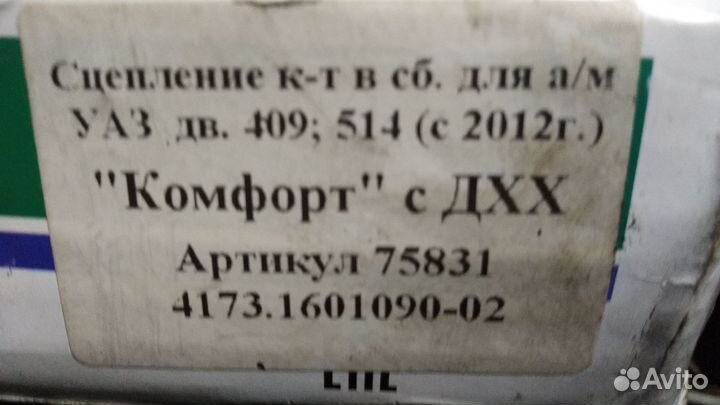 Сцепление к-т в сб. для а/м
УАЗ дв. 409; 514 (с 2012г.)
"Комфорт" с ДХХ
Артикул 75831
4173.1601090-02
Avito